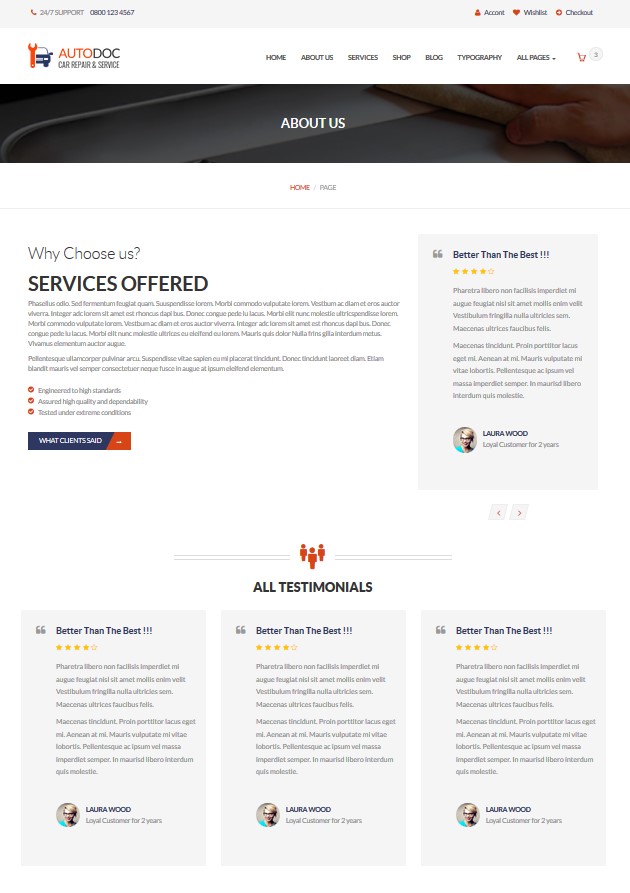 24/7 SUPPORT 0800 123 4567
Accont Wishlist Checkout
AUTODOC
CAR REPAIR & SERVICE
HOME ABOUT US SERVICES SHOP BLOG TYPOGRAPHY ALL PAGES 3
ABOUT US
HOME / PAGE
Why Choose us?
SERVICES OFFERED
Phasellus odio. Sed fermentum feugiat quam. Suuspendisse lorem. Morbi commodo vulputate lorem. Vestbum ac diam et eros auctor
viverra. Integer adc lorem sit amet est rhoncus dapi bus. Donec congue pede lu lacus. Morbi elit nunc molestie ultricspendisse lorem.
Morbi commodo vulputate lorem. Vestbum ac diam et eros auctor viverra. Integer adc lorem sit amet est rhoncus dapi bus. Donec
congue pede lu lacus. Morbi elit nunc molestie ultrices eu eleifend eu lorem. Mauris quis dolor Nulla frins gilla interdum metus.
Vivamus elementum auctor augue.
Pellentesque ullamcorper pulvinar arcu. Suspendisse vitae sapien eu mi placerat tincidunt. Donec tincidunt laoreet diam. Etiam
blandit mauris vel semper consectetuer neque fusce in augue at ipsum eleifend elementum.
Engineered to high standards
Assured high quality and dependability
Tested under extreme conditions
WHAT CLIENTS SAID →
Better Than The Best !!!
Pharetra libero non facilisis imperdiet mi
augue feugiat nisl sit amet mollis enim velit
Vestibulum fringilla nulla ultricies sem.
Maecenas ultrices faucibus felis.
Maecenas tincidunt. Proin porttitor lacus
eget mi. Aenean at mi. Mauris vulputate mi
vitae lobortis. Pellentesque ac ipsum vel
massa imperdiet semper. In maurisd libero
interdum quis molestie.
LAURA WOOD
Loyal Customer for 2 years
ALL TESTIMONIALS
Better Than The Best !!!
Pharetra libero non facilisis imperdiet mi
augue feugiat nisl sit amet mollis enim velit
Vestibulum fringilla nulla ultricies sem.
Maecenas ultrices faucibus felis.
Maecenas tincidunt. Proin porttitor lacus eget
mi. Aenean at mi. Mauris vulputate mi vitae
lobortis. Pellentesque ac ipsum vel massa
imperdiet semper. In maurisd libero interdum
quis molestie.
LAURA WOOD
Loyal Customer for 2 years
Better Than The Best !!!
Pharetra libero non facilisis imperdiet mi
augue feugiat nisl sit amet mollis enim velit
Vestibulum fringilla nulla ultricies sem.
Maecenas ultrices faucibus felis.
Maecenas tincidunt. Proin porttitor lacus eget
mi. Aenean at mi. Mauris vulputate mi vitae
lobortis. Pellentesque ac ipsum vel massa
imperdiet semper. In maurisd libero interdum
quis molestie.
LAURA WOOD
Loyal Customer for 2 years
Better Than The Best !!!
Pharetra libero non facilisis imperdiet mi
augue feugiat nisl sit amet mollis enim velit
Vestibulum fringilla nulla ultricies sem.
Maecenas ultrices faucibus felis.
Maecenas tincidunt. Proin porttitor lacus eget
mi. Aenean at mi. Mauris vulputate mi vitae
lobortis. Pellentesque ac ipsum vel massa
imperdiet semper. In maurisd libero interdum
quis molestie.
LAURA WOOD
Loyal Customer for 2 years